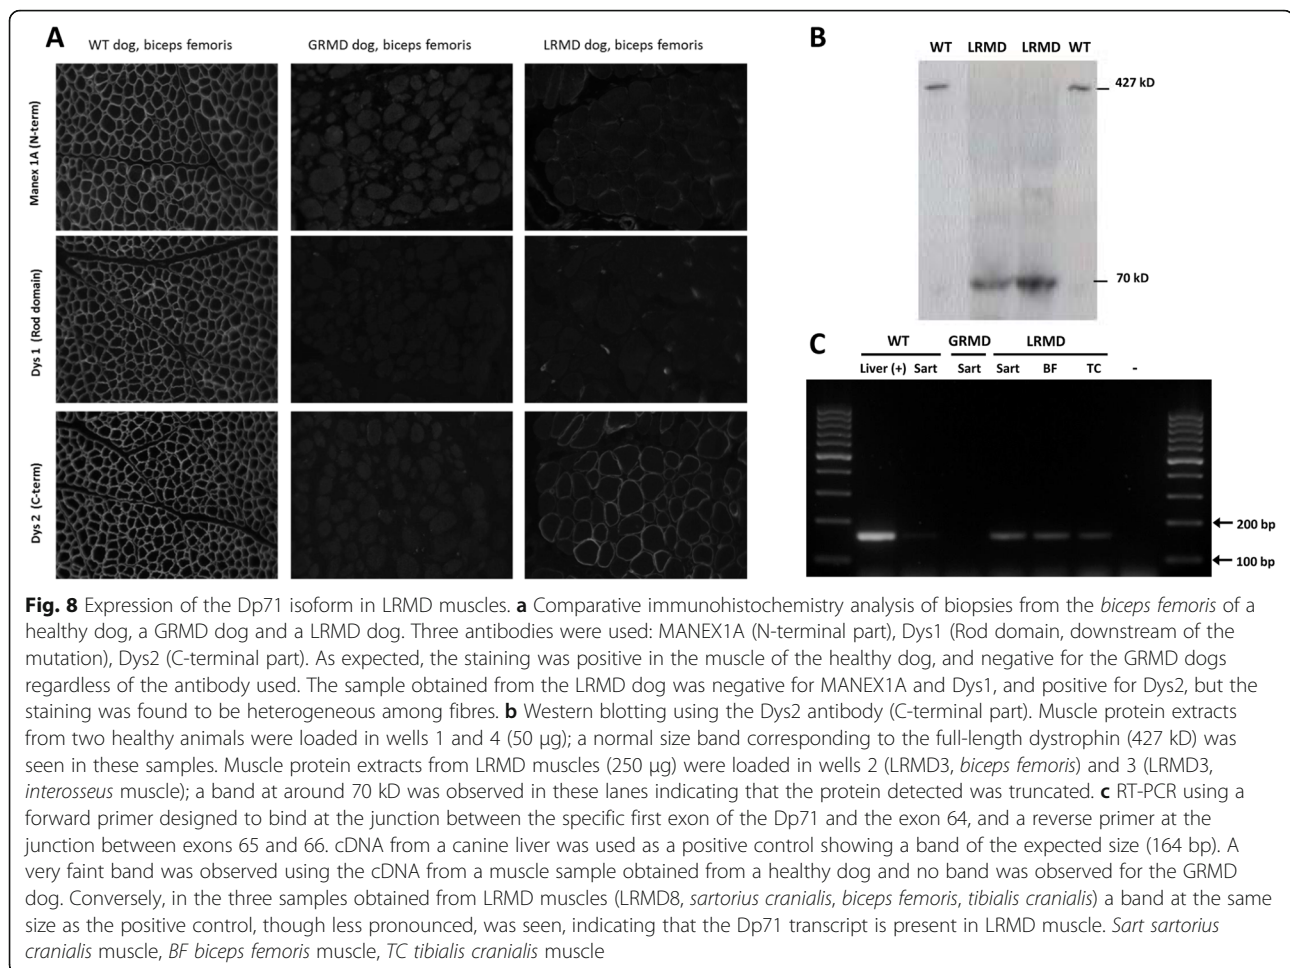 A
WT dog, biceps femoris
GRMD dog, biceps femoris
LRMD dog, biceps femoris
Manex 1A (N-term)
Dys 1 (Rod domain)
Dys 2 (C-term)
B
WT LRMD LRMD WT
427 kD
70 kD
C
WT GRMD LRMD
Liver (+) Sart Sart Sart BF TC -
200 bp
100 bp
Fig. 8 Expression of the Dp71 isoform in LRMD muscles. a Comparative immunohistochemistry analysis of biopsies from the biceps femoris of a
healthy dog, a GRMD dog and a LRMD dog. Three antibodies were used: MANEX1A (N-terminal part), Dys1 (Rod domain, downstream of the
mutation), Dys2 (C-terminal part). As expected, the staining was positive in the muscle of the healthy dog, and negative for the GRMD dogs
regardless of the antibody used. The sample obtained from the LRMD dog was negative for MANEX1A and Dys1, and positive for Dys2, but the
staining was found to be heterogeneous among fibres. b Western blotting using the Dys2 antibody (C-terminal part). Muscle protein extracts
from two healthy animals were loaded in wells 1 and 4 (50 μg); a normal size band corresponding to the full-length dystrophin (427 kD) was
seen in these samples. Muscle protein extracts from LRMD muscles (250 μg) were loaded in wells 2 (LRMD3, biceps femoris) and 3 (LRMD3,
interosseus muscle); a band at around 70 kD was observed in these lanes indicating that the protein detected was truncated. c RT-PCR using a
forward primer designed to bind at the junction between the specific first exon of the Dp71 and the exon 64, and a reverse primer at the
junction between exons 65 and 66. cDNA from a canine liver was used as a positive control showing a band of the expected size (164 bp). A
very faint band was observed using the cDNA from a muscle sample obtained from a healthy dog and no band was observed for the GRMD
dog. Conversely, in the three samples obtained from LRMD muscles (LRMD8, sartorius cranialis, biceps femoris, tibialis cranialis) a band at the same
size as the positive control, though less pronounced, was seen, indicating that the Dp71 transcript is present in LRMD muscle. Sart sartorius
cranialis muscle, BF biceps femoris muscle, TC tibialis cranialis muscle